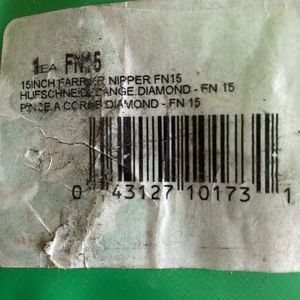 1 EA FN15
15INCH FARRIER NIPPER FN15
HUFSCHNEIDZANGE DIAMOND - FN 15
PINCE A CORNE DIAMOND - FN 15
0 43127 10173 1